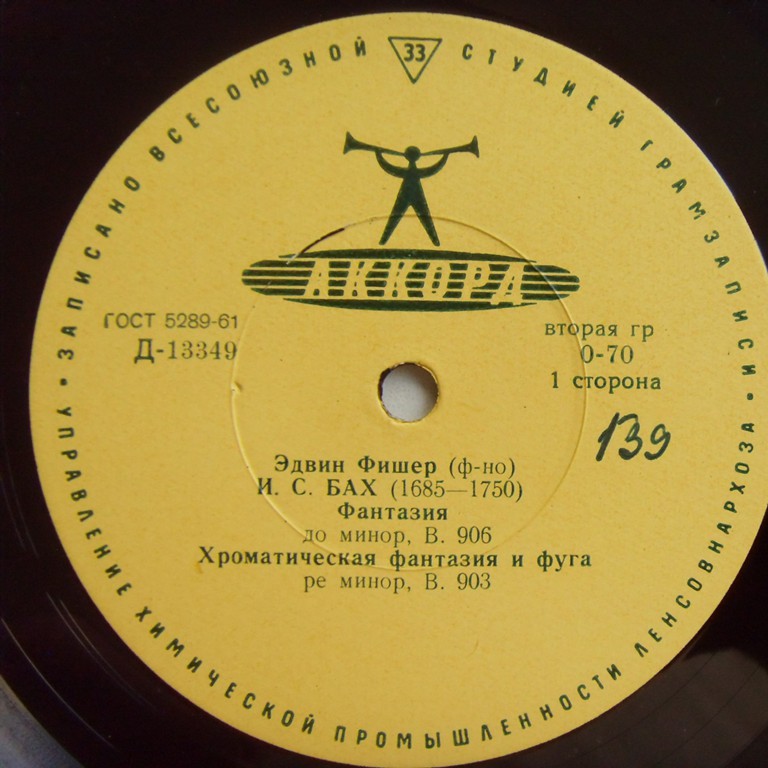 ЗАПИСАНО ВСЕСОЮЗНОЙ 33 СТУДИЕЙ ГРАМЗАПИСИ
АККОРД
ГОСТ 5289-61
Д-13349
вторая гр
0-70
1 сторона
139
Эдвин Фишер (ф-но)
И. С. БАХ (1685—1750)
Фантазия
до минор, В. 906
Хроматическая фантазия и фуга
ре минор, В. 903
• УПРАВЛЕНИЕ ХИМИЧЕСКОЙ ПРОМЫШЛЕННОСТИ ЛЕНСОВНАРХОЗА •